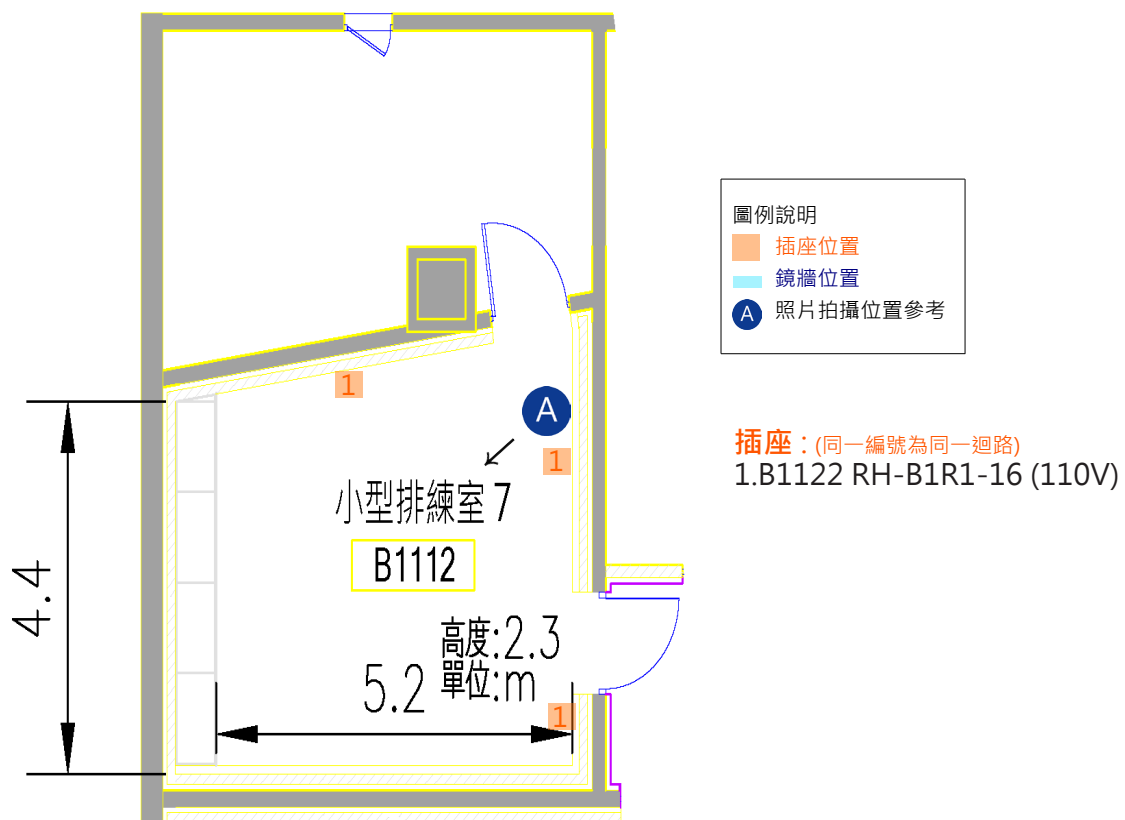 圖例說明
插座位置
鏡牆位置
A 照片拍攝位置參考
1
A
1
插座：(同一編號為同一迴路)
1.B1122 RH-B1R1-16 (110V)
小型排練室 7
B1112
4.4
高度:2.3
5.2 單位:m
1